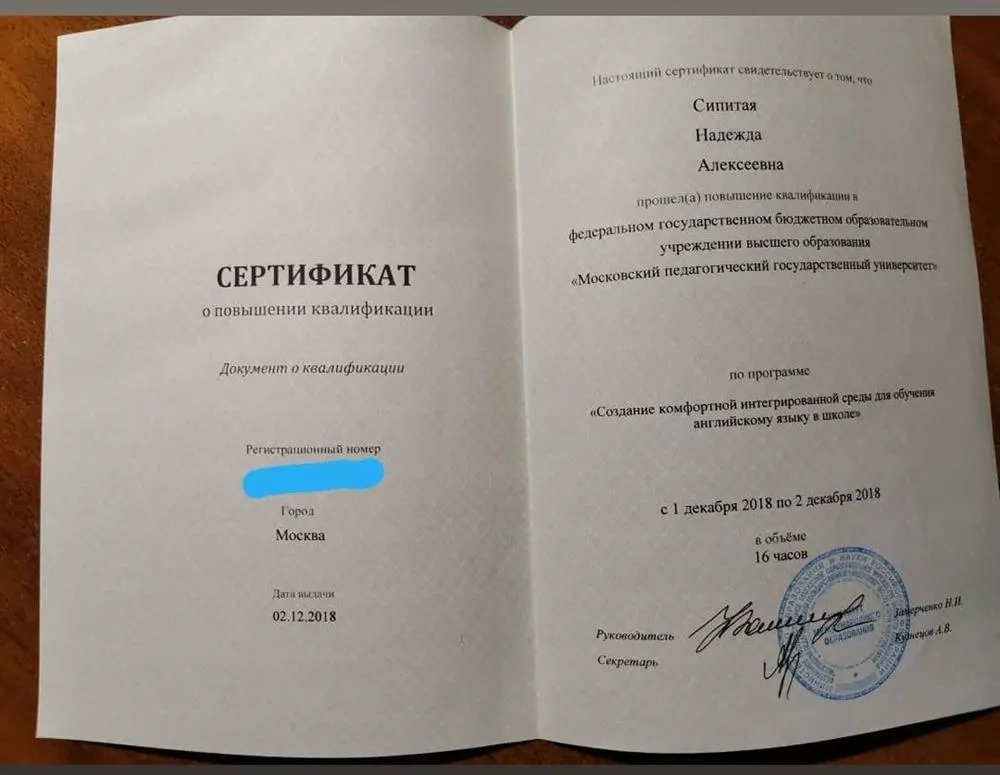 СЕРТИФИКАТ
о повышении квалификации
Документ о квалификации
Регистрационный номер
Город
Москва
Дата выдачи
02.12.2018
Настоящий сертификат свидетельствует о том, что
Сипитая
Надежда
Алексеевна
прошел(а) повышение квалификации в
федеральном государственном бюджетном образовательном
учреждении высшего образования
«Московский педагогический государственный университет»
по программе
«Создание комфортной интегрированной среды для обучения
английскому языку в школе»
с 1 декабря 2018 по 2 декабря 2018
в объёме
16 часов
Руководитель
Н.И.
Секретарь
Кузнецов А.В.
ОБРАЗОВАНИЯ